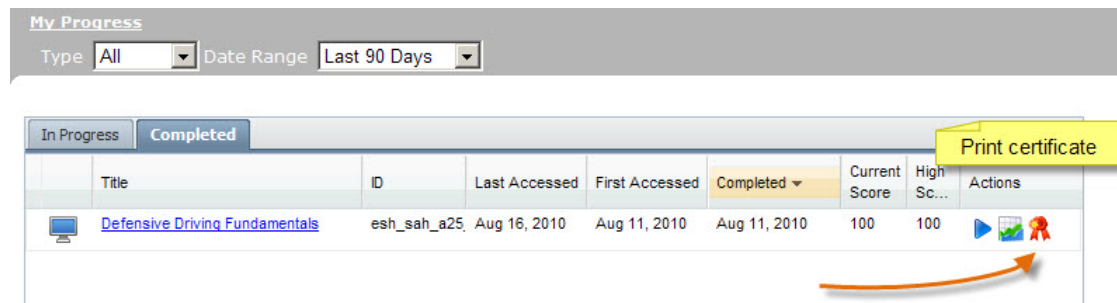 My Progress
Type All Date Range Last 90 Days
In Progress Completed
Print certificate
Title ID Last Accessed First Accessed Completed Current Score High Sc... Actions
Defensive Driving Fundamentals esh_sah_a25_ Aug 16, 2010 Aug 11, 2010 Aug 11, 2010 100 100